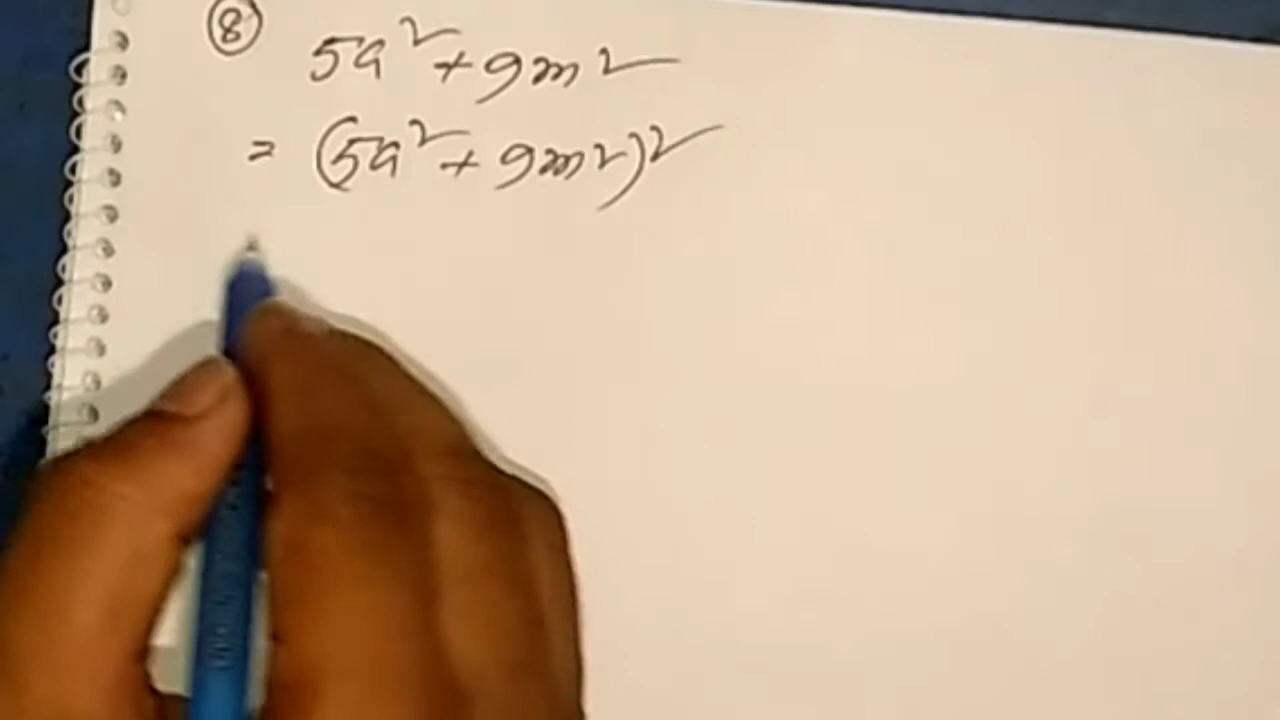 ⑧ 5a² + 9m²
= (5a² + 9m²)²